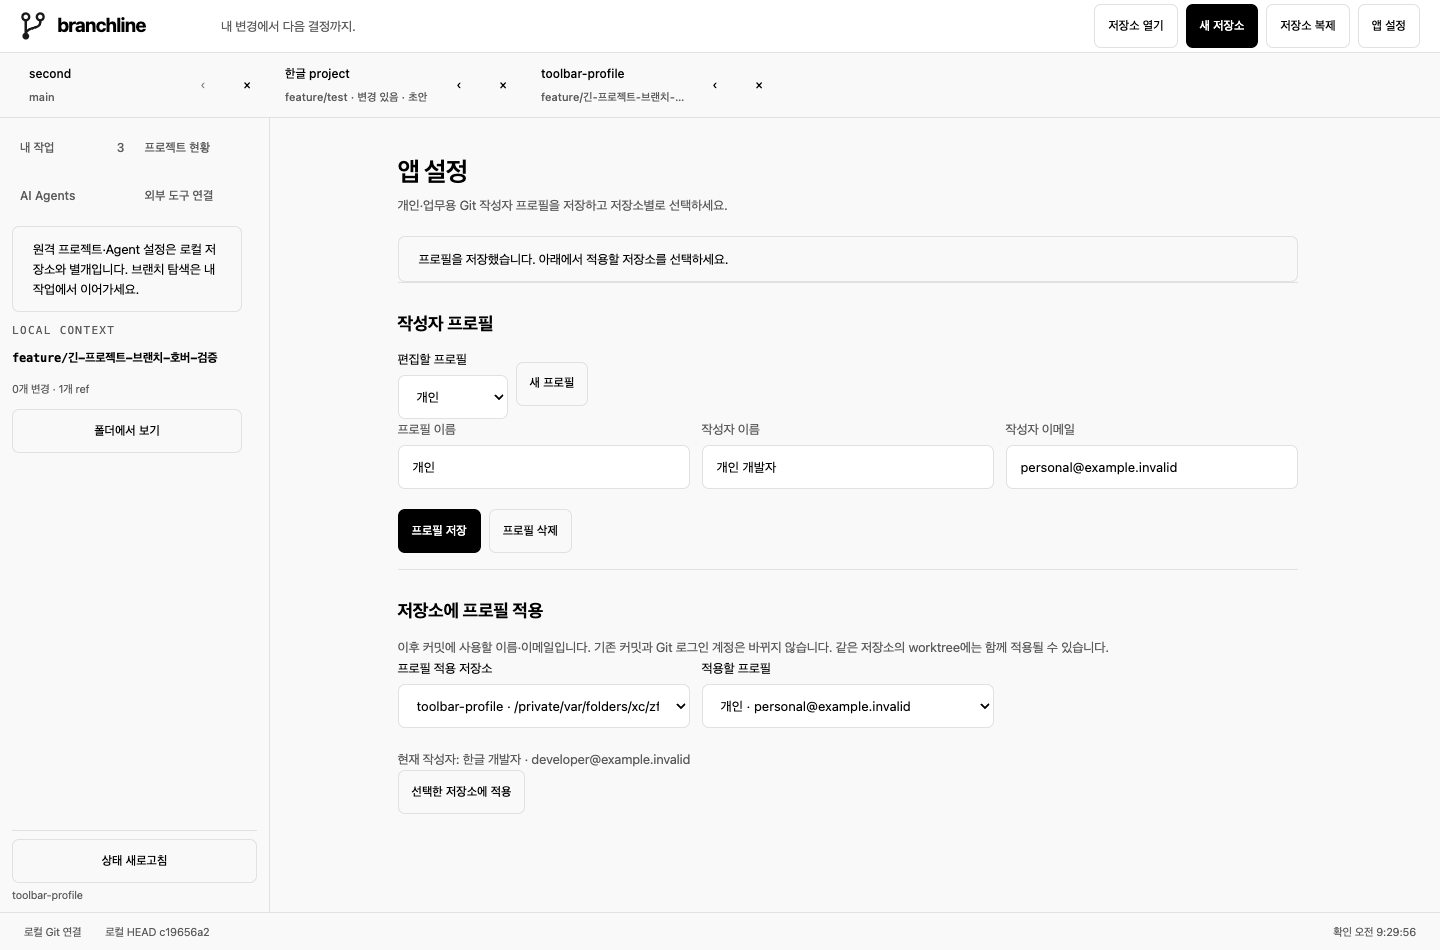 branchline
내 변경에서 다음 결정까지.
저장소 열기
새 저장소
저장소 복제
앱 설정
second
main
‹
×
한글 project
feature/test · 변경 있음 · 초안
‹
×
toolbar-profile
feature/긴-프로젝트-브랜치-...
‹
×
내 작업 3
프로젝트 현황
AI Agents
외부 도구 연결
원격 프로젝트·Agent 설정은 로컬 저
장소와 별개입니다. 브랜치 탐색은 내
작업에서 이어가세요.
LOCAL CONTEXT
feature/긴-프로젝트-브랜치-호버-검증
0개 변경 · 1개 ref
폴더에서 보기
상태 새로고침
toolbar-profile
앱 설정
개인·업무용 Git 작성자 프로필을 저장하고 저장소별로 선택하세요.
프로필을 저장했습니다. 아래에서 적용할 저장소를 선택하세요.
작성자 프로필
편집할 프로필
개인
새 프로필
프로필 이름
작성자 이름
작성자 이메일
개인
개인 개발자
personal@example.invalid
프로필 저장
프로필 삭제
저장소에 프로필 적용
이후 커밋에 사용할 이름·이메일입니다. 기존 커밋과 Git 로그인 계정은 바뀌지 않습니다. 같은 저장소의 worktree에는 함께 적용될 수 있습니다.
프로필 적용 저장소
적용할 프로필
toolbar-profile · /private/var/folders/xc/zf
개인 · personal@example.invalid
현재 작성자: 한글 개발자 · developer@example.invalid
선택한 저장소에 적용
로컬 Git 연결
로컬 HEAD c19656a2
확인 오전 9:29:56